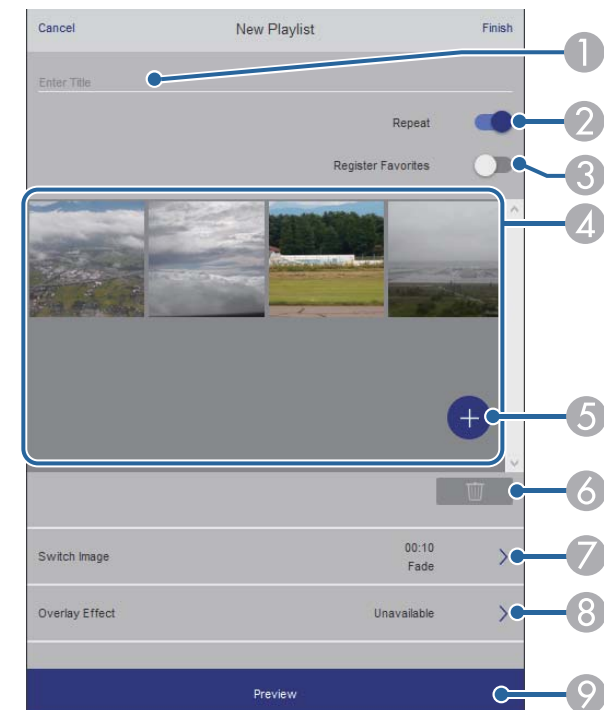 Cancel New Playlist Finish
1
Enter Title
Repeat 2
Register Favorites 3
4
5
6
Switch Image 00:10 7
Fade
Overlay Effect Unavailable 8
Preview 9